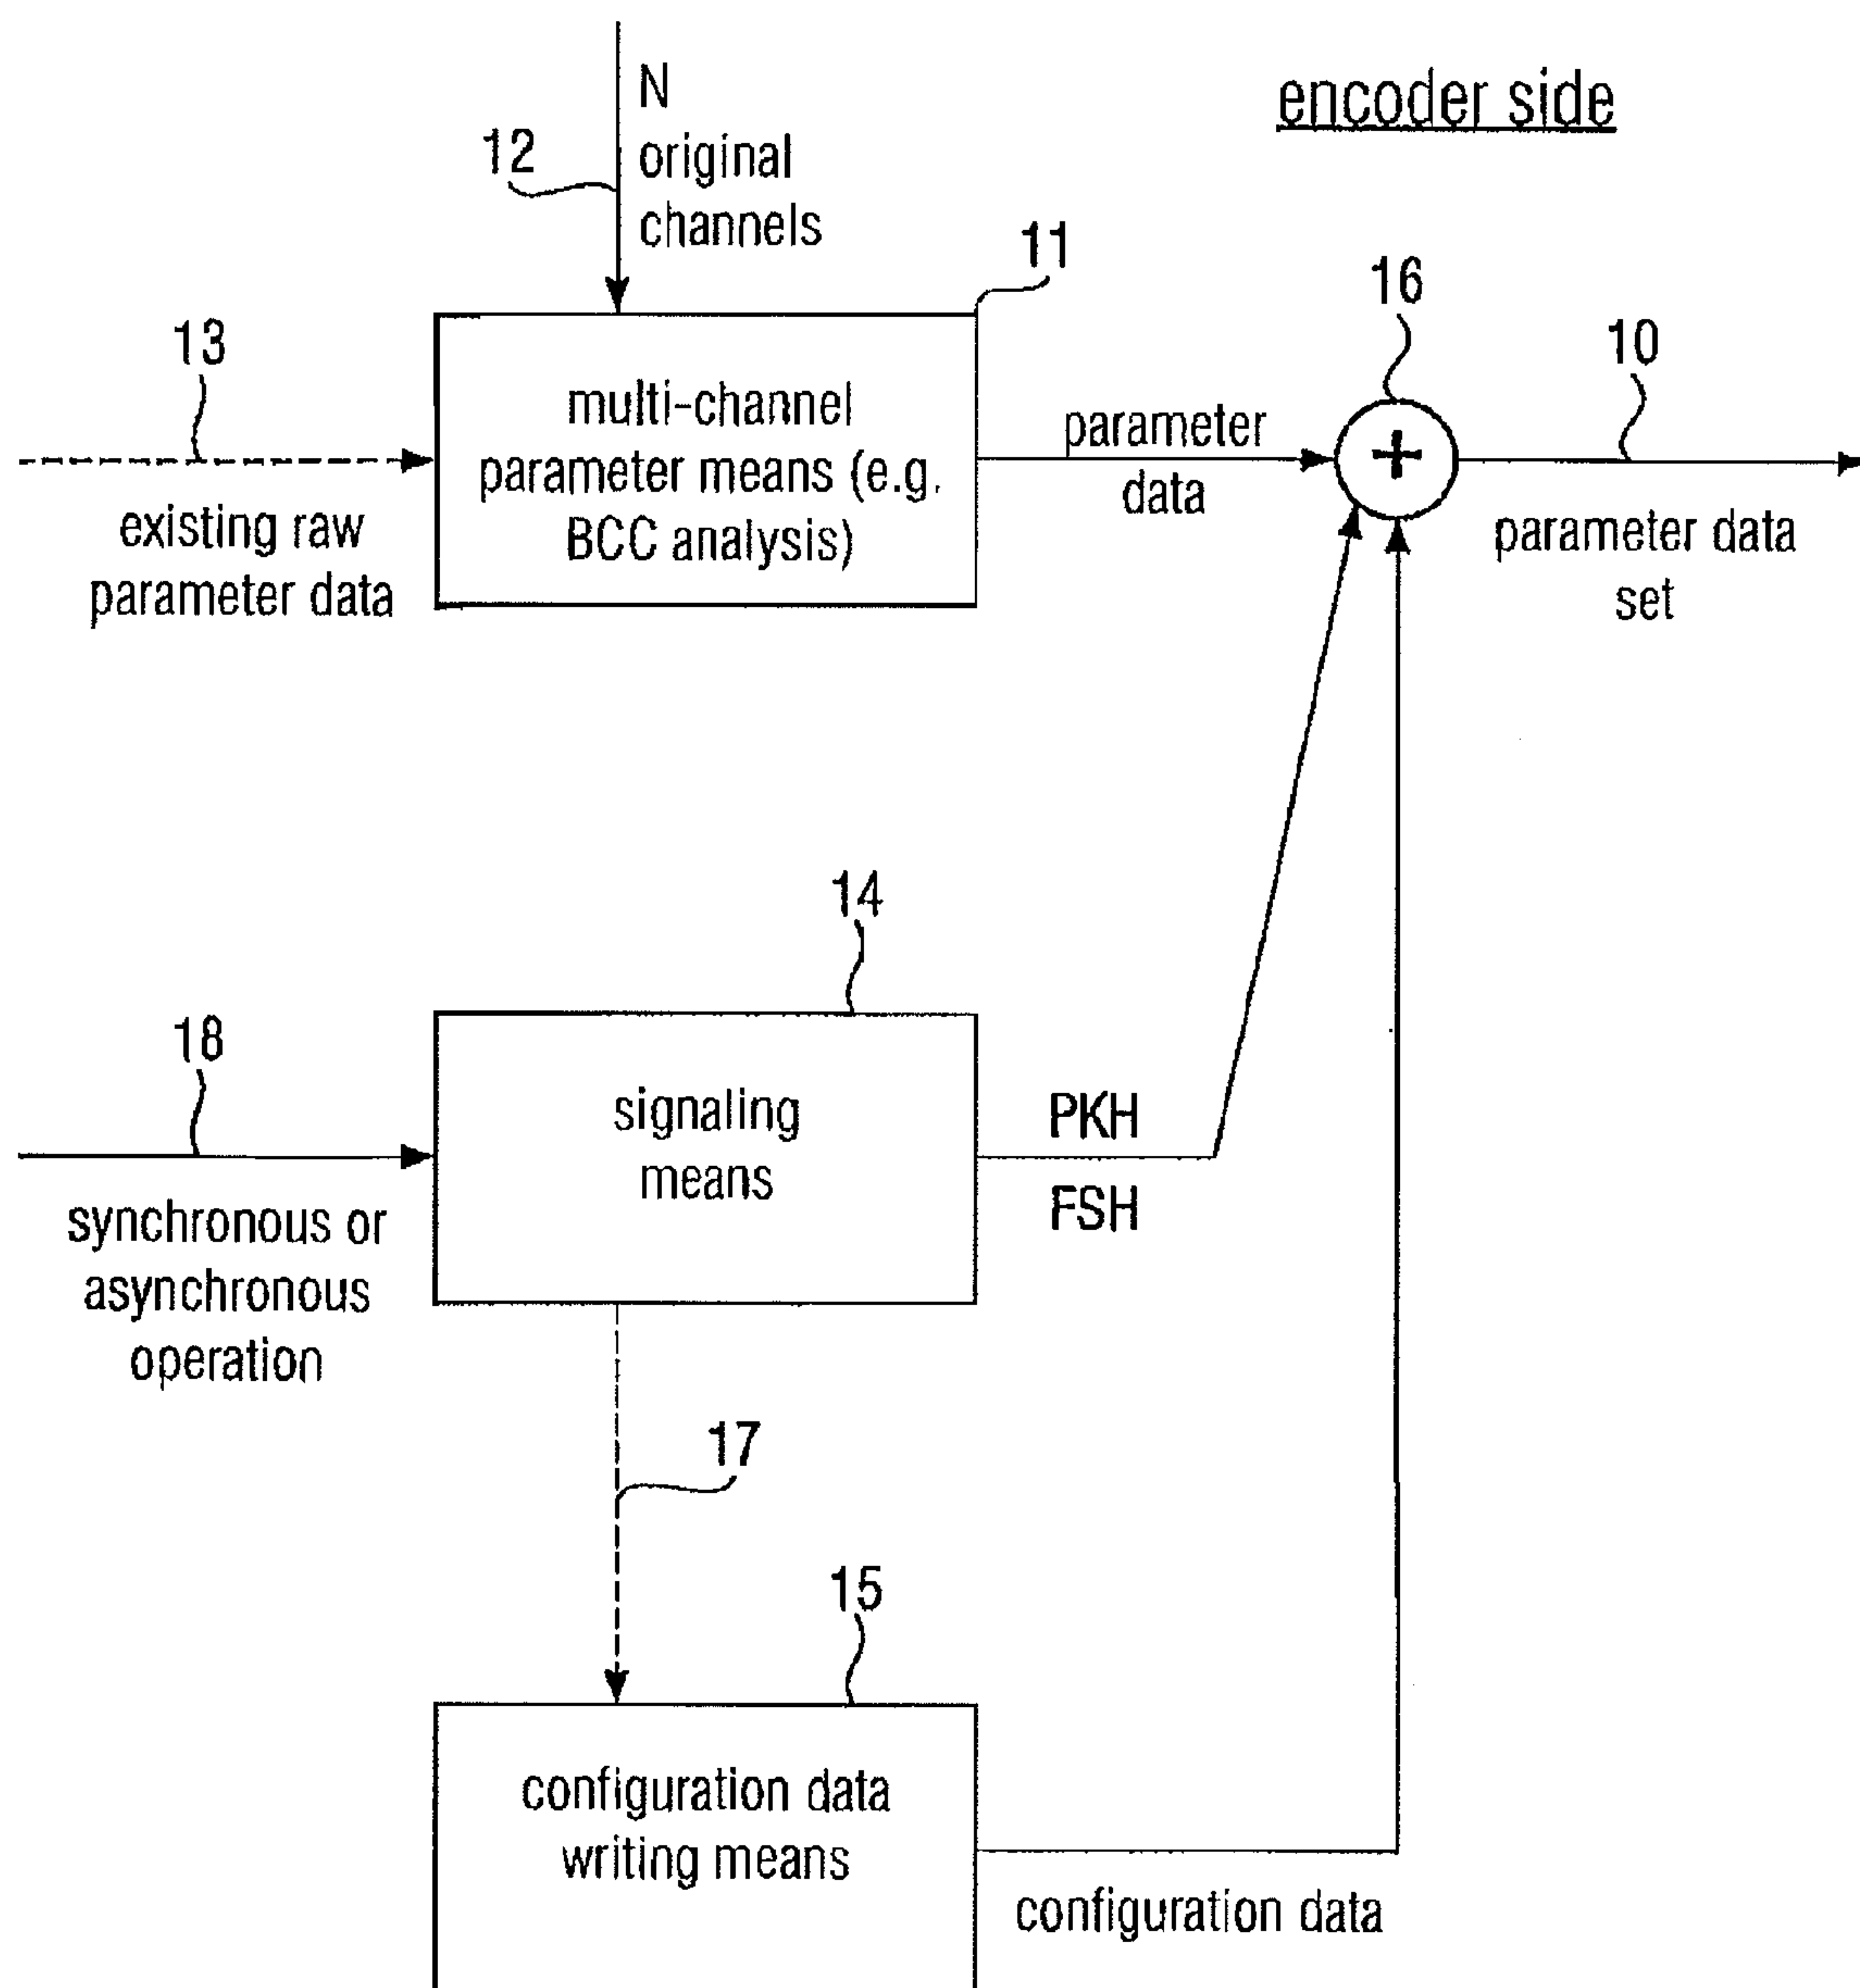 encoder side
N
original
channels
12
11
16
10
13
multi-channel
parameter means (e.g.
BCC analysis)
parameter
data
+
existing raw
parameter data
parameter data
set
14
18
signaling
means
PKH
FSH
synchronous or
asynchronous
operation
17
15
configuration data
writing means
configuration data